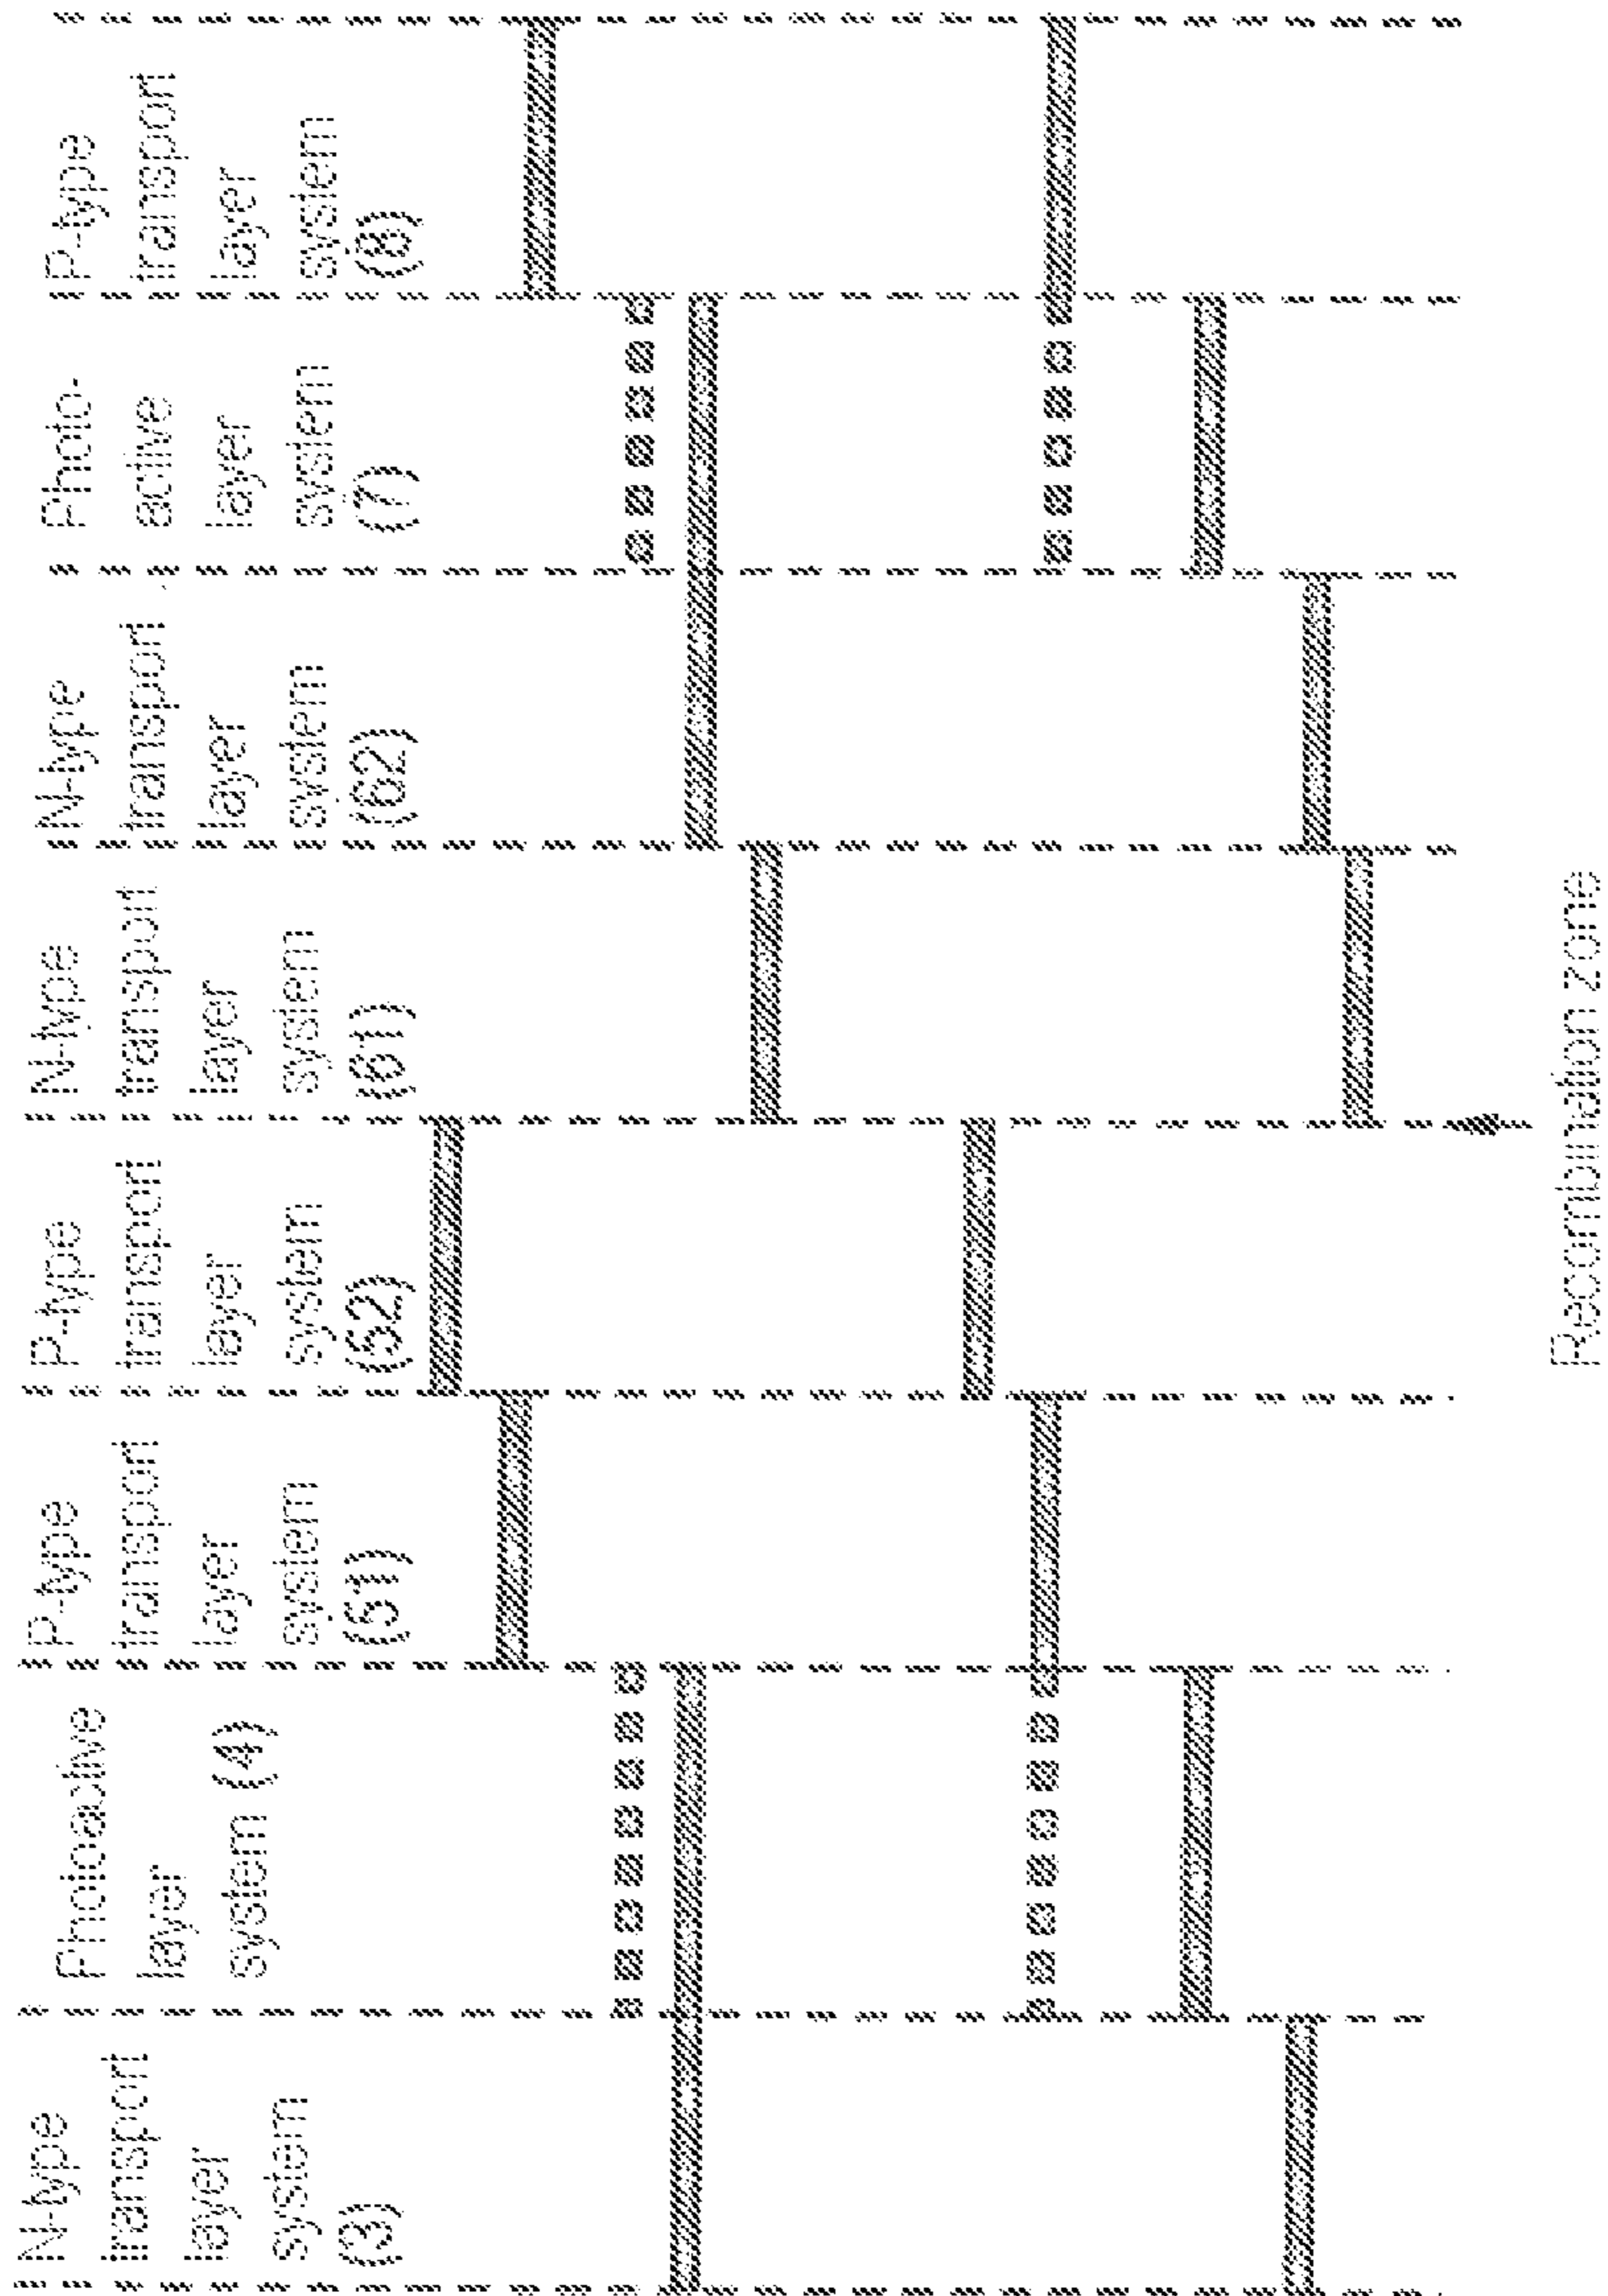 N-type
transport
layer
system
(3)
Photoactive
layer
system (4)
P-type
transport
layer
system
(51)
P-type
transport
layer
system
(52)
N-type
transport
layer
system
(61)
N-type
transport
layer
system
(62)
Photo-
active
layer
system
(7)
P-type
transport
layer
system
(8)
Recombination zone